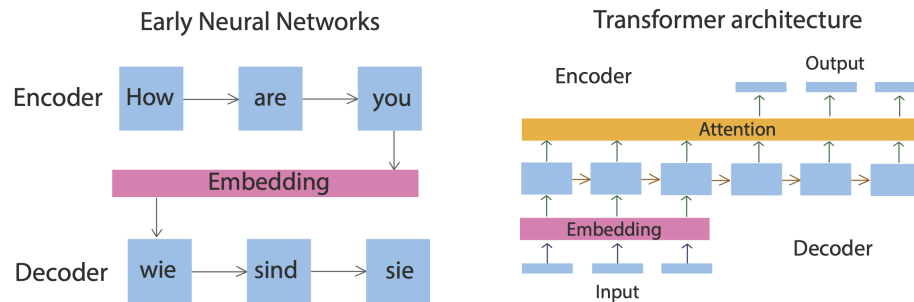 Early Neural Networks
Encoder
How
are
you
Embedding
Decoder
wie
sind
sie
Transformer architecture
Encoder
Output
Attention
Embedding
Decoder
Input